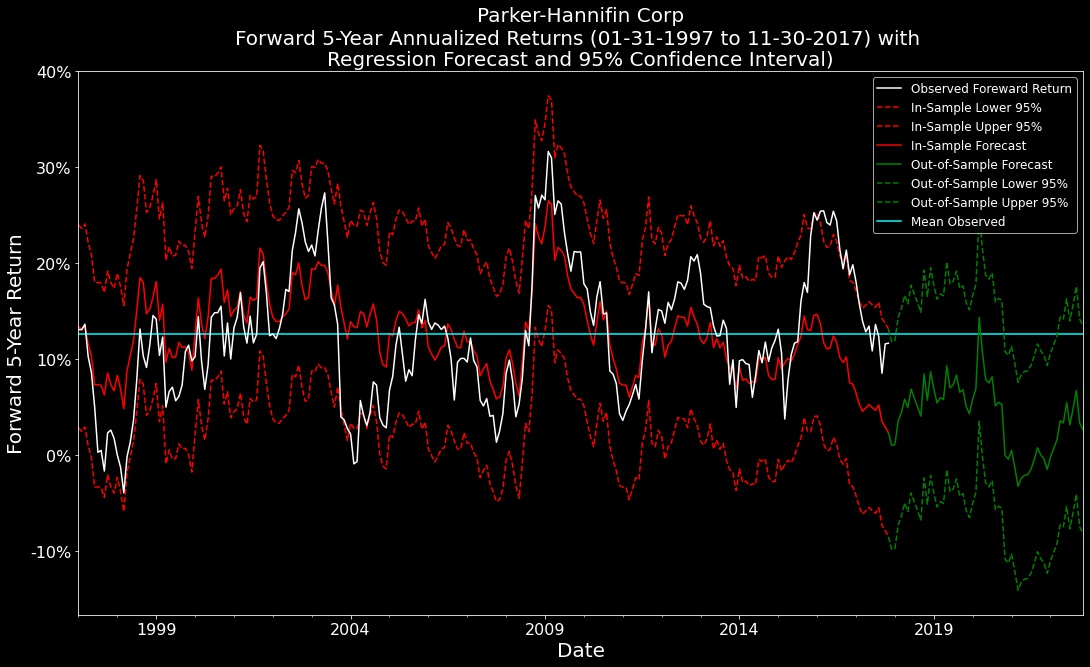 Parker-Hannifin Corp
Forward 5-Year Annualized Returns (01-31-1997 to 11-30-2017) with
Regression Forecast and 95% Confidence Interval)
40%
30%
20%
10%
0%
-10%
Forward 5-Year Return
Observed Foreward Return
In-Sample Lower 95%
In-Sample Upper 95%
In-Sample Forecast
Out-of-Sample Forecast
Out-of-Sample Lower 95%
Out-of-Sample Upper 95%
Mean Observed
1999
2004
2009
2014
2019
Date